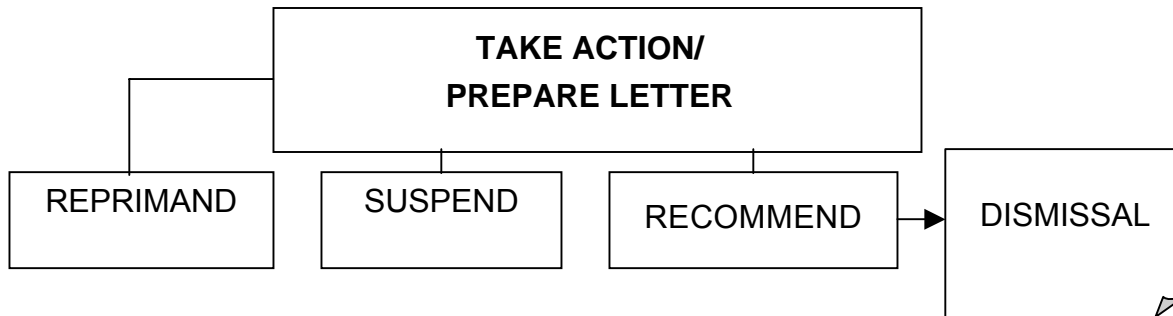 TAKE ACTION/
PREPARE LETTER
REPRIMAND
SUSPEND
RECOMMEND
DISMISSAL